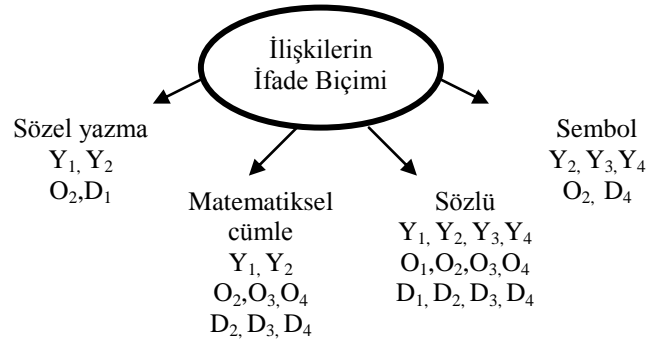 İlişkilerin
İfade Biçimi
Sözel yazma
Y₁, Y₂
O₂,D₁
Matematiksel
cümle
Y₁, Y₂
O₂,O₃,O₄
D₂, D₃, D₄
Sözlü
Y₁, Y₂, Y₃,Y₄
O₁,O₂,O₃,O₄
D₁, D₂, D₃, D₄
Sembol
Y₂, Y₃,Y₄
O₂, D₄